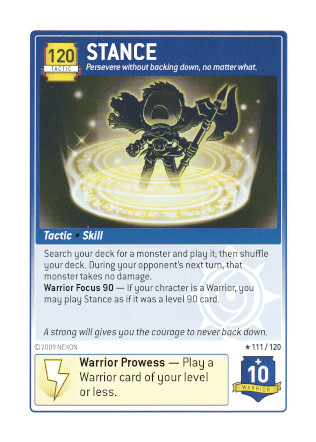 120
TACTIC
STANCE
Persevere without backing down, no matter what.
Tactic • Skill
Search your deck for a monster and play it; then shuffle
your deck. During your opponent's next turn, that
monster takes no damage.
Warrior Focus 90 — If your chracter is a Warrior, you
may play Stance as if it was a level 90 card.
A strong will gives you the courage to never back down.
©2009 NEXON
★111/120
Warrior Prowess — Play a
Warrior card of your level
or less.
+
10
WARRIOR